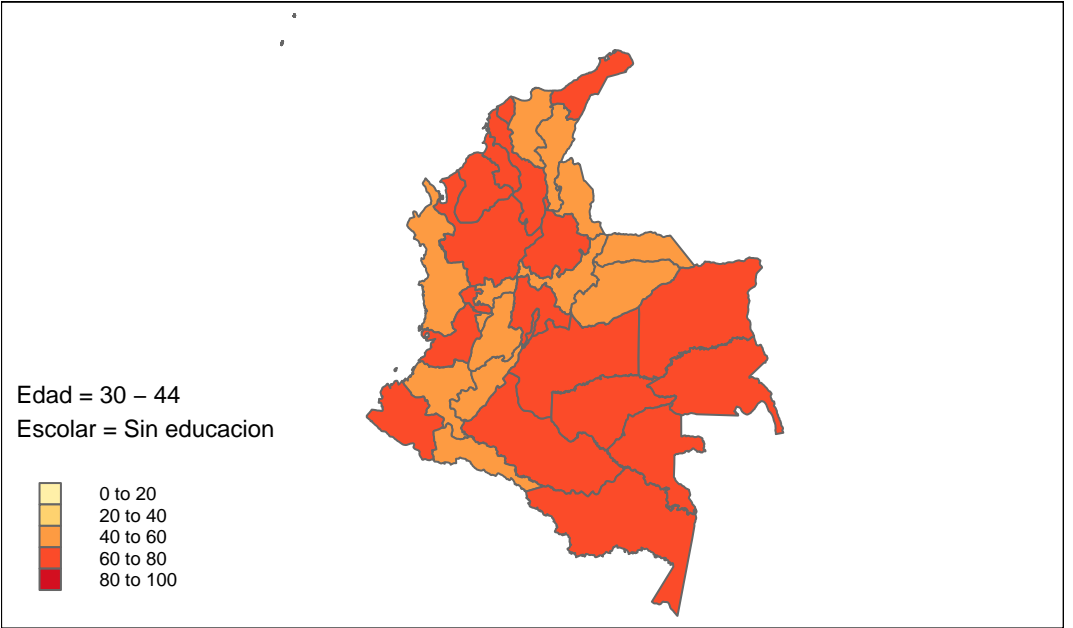 Edad = 30 – 44
Escolar = Sin educacion
0 to 20
20 to 40
40 to 60
60 to 80
80 to 100